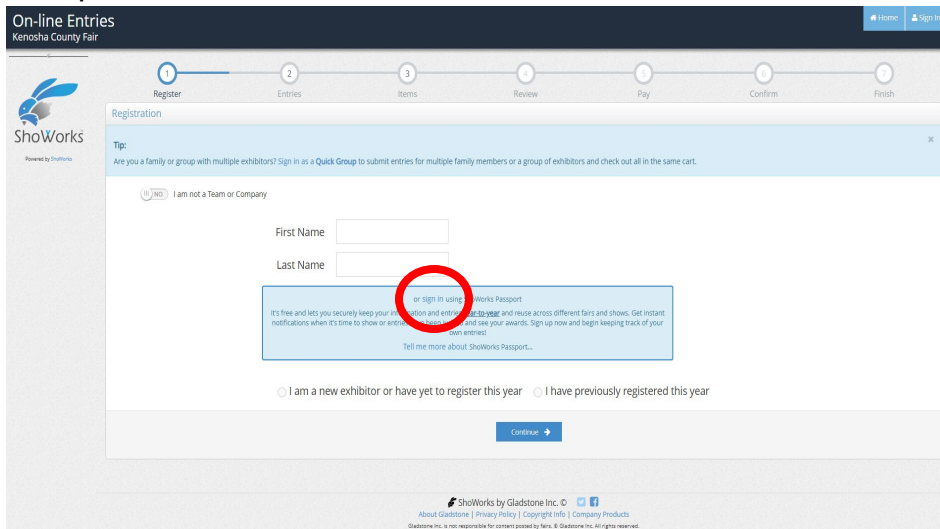 On-line Entries
Kenosha County Fair
Home
Sign In
1
2
3
4
5
6
7
Register
Entries
Items
Review
Pay
Confirm
Finish
ShoWorks
Powered by ShoWorks
Registration
Tip:
x
Are you a family or group with multiple exhibitors? Sign in as a Quick Group to submit entries for multiple family members or a group of exhibitors and check out all in the same cart.
NO I am not a Team or Company
First Name
Last Name
or sign in using ShoWorks Passport
It's free and lets you securely keep your information and entries year-to-year and reuse across different fairs and shows. Get instant
notifications when it's time to show or entries have been judged and see your awards. Sign up now and begin keeping track of your
own entries!
Tell me more about ShoWorks Passport...
I am a new exhibitor or have yet to register this year I have previously registered this year
Continue
ShoWorks by Gladstone Inc. ©
About Gladstone | Privacy Policy | Copyright Info | Company Products
Gladstone Inc. is not responsible for content posted by fairs. © Gladstone Inc. All rights reserved.